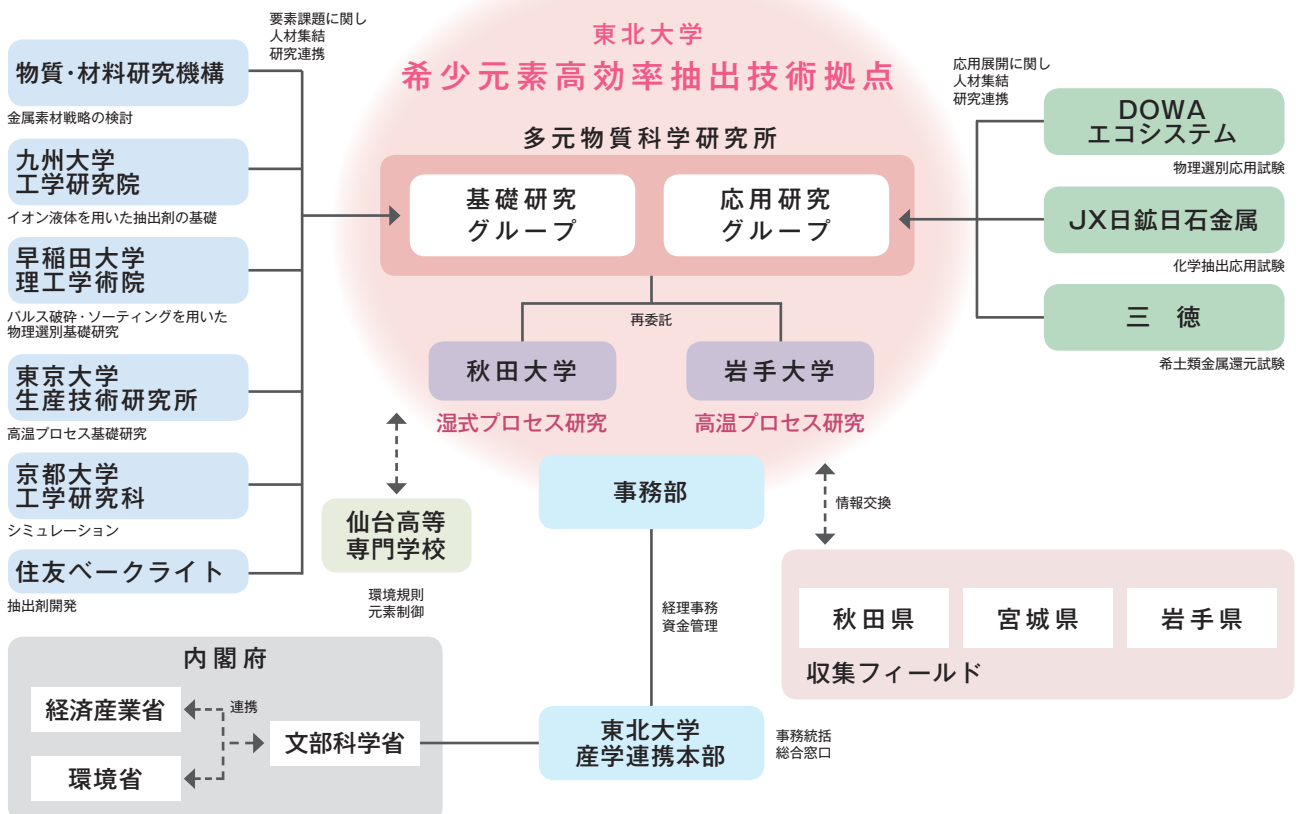 要素課題に関し
人材集結
研究連携
物質・材料研究機構
金属素材戦略の検討
九州大学
工学研究院
イオン液体を用いた抽出剤の基礎
早稲田大学
理工学術院
パルス破砕・ソーティングを用いた
物理選別基礎研究
東京大学
生産技術研究所
高温プロセス基礎研究
京都大学
工学研究科
シミュレーション
住友ベークライト
抽出剤開発
東北大学
希少元素高効率抽出技術拠点
多元物質科学研究所
基礎研究
グループ
応用研究
グループ
再委託
秋田大学
湿式プロセス研究
岩手大学
高温プロセス研究
応用展開に関し
人材集結
研究連携
DOWA
エコシステム
物理選別応用試験
JX日鉱日石金属
化学抽出応用試験
三 徳
希土類金属還元試験
仙台高等
専門学校
環境規則
元素制御
事務部
情報交換
秋田県
宮城県
岩手県
収集フィールド
経理事務
資金管理
東北大学
産学連携本部
事務統括
総合窓口
内閣府
経済産業省
連携
文部科学省
環境省